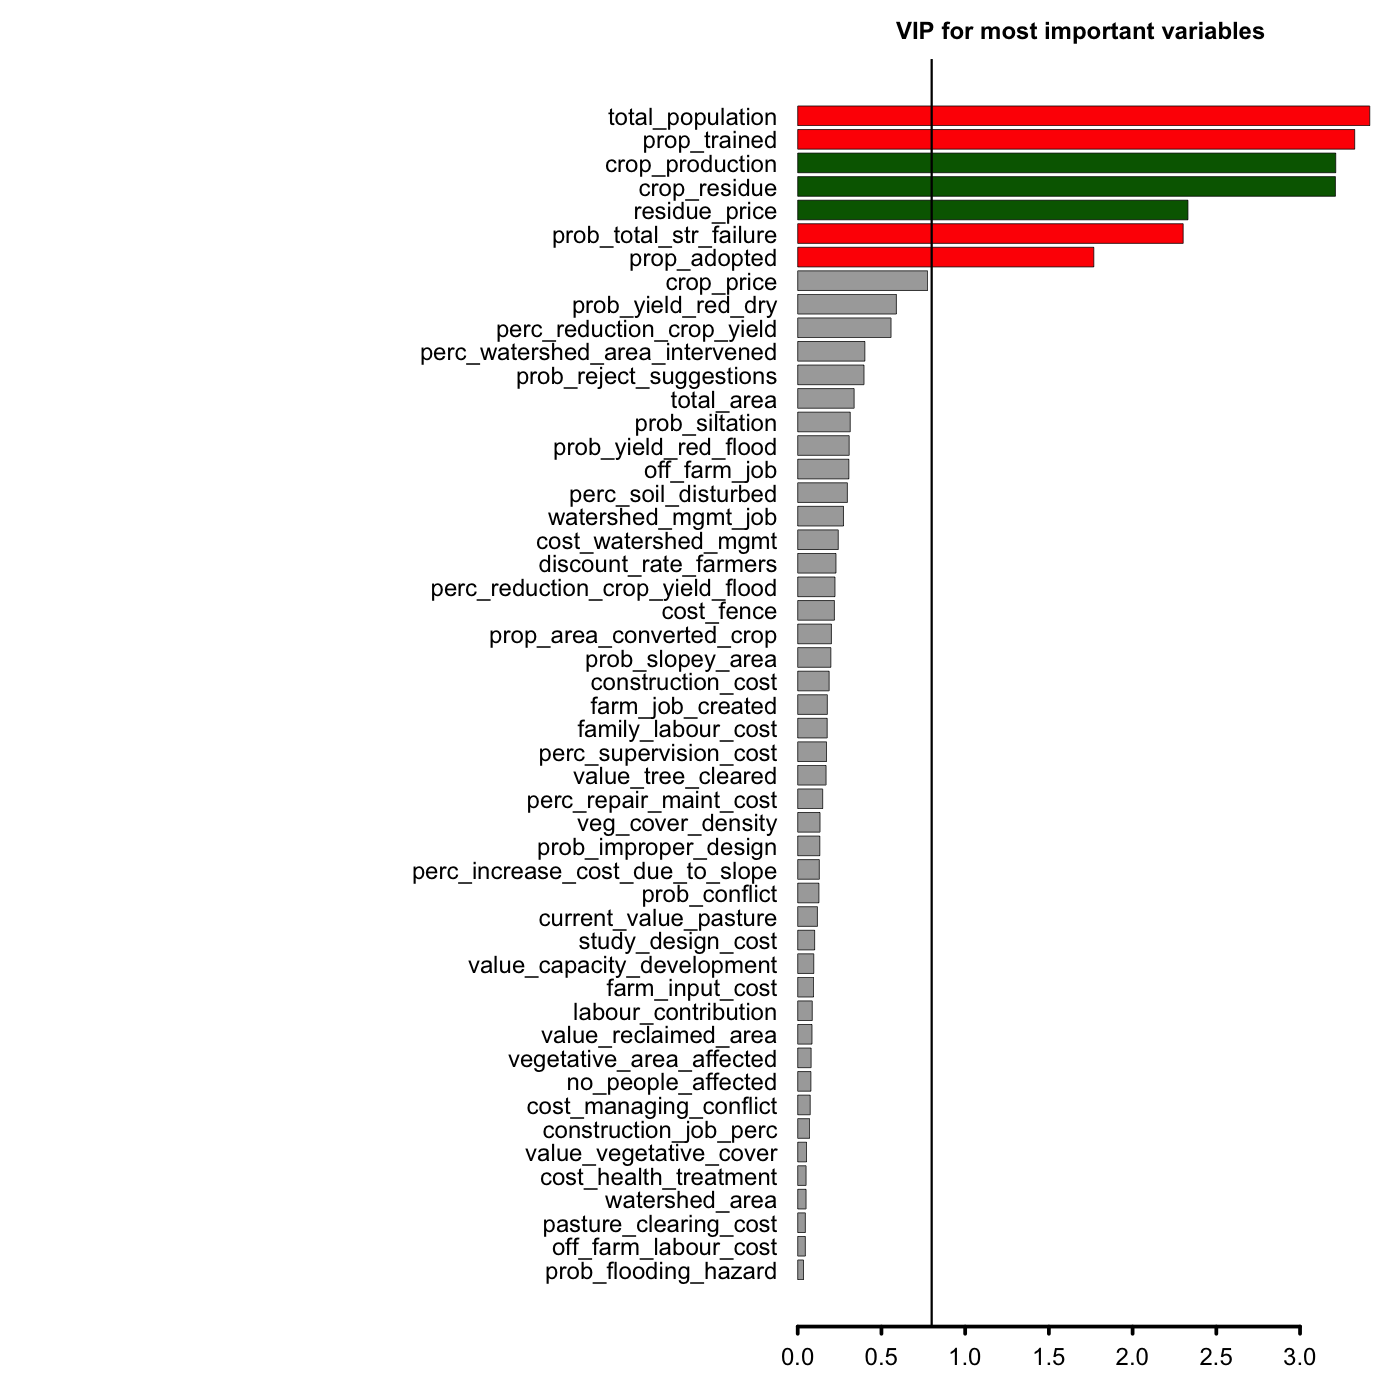 VIP for most important variables
total_population
prop_trained
crop_production
crop_residue
residue_price
prob_total_str_failure
prop_adopted
crop_price
prob_yield_red_dry
perc_reduction_crop_yield
perc_watershed_area_intervened
prob_reject_suggestions
total_area
prob_siltation
prob_yield_red_flood
off_farm_job
perc_soil_disturbed
watershed_mgmt_job
cost_watershed_mgmt
discount_rate_farmers
perc_reduction_crop_yield_flood
cost_fence
prop_area_converted_crop
prob_slopey_area
construction_cost
farm_job_created
family_labour_cost
perc_supervision_cost
value_tree_cleared
perc_repair_maint_cost
veg_cover_density
prob_improper_design
perc_increase_cost_due_to_slope
prob_conflict
current_value_pasture
study_design_cost
value_capacity_development
farm_input_cost
labour_contribution
value_reclaimed_area
vegetative_area_affected
no_people_affected
cost_managing_conflict
construction_job_perc
value_vegetative_cover
cost_health_treatment
watershed_area
pasture_clearing_cost
off_farm_labour_cost
prob_flooding_hazard
0.0 0.5 1.0 1.5 2.0 2.5 3.0